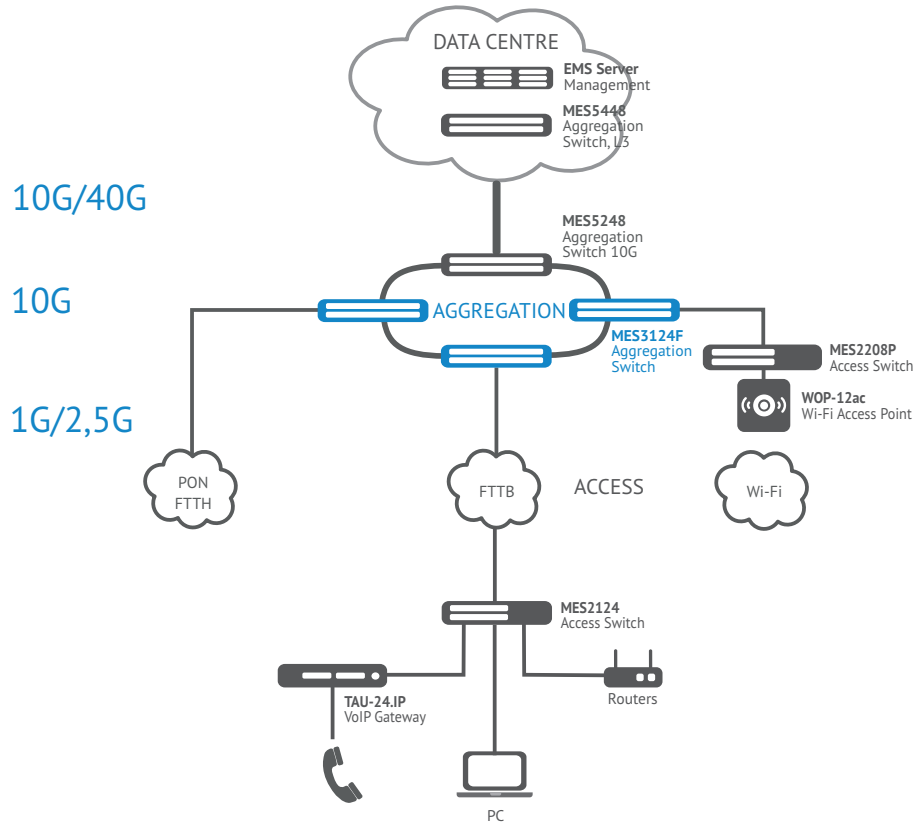 DATA CENTRE
EMS Server
Management
MES5448
Aggregation
Switch, L3
10G/40G
MES5248
Aggregation
Switch 10G
10G
AGGREGATION
MES3124F
Aggregation
Switch
MES2208P
Access Switch
WOP-12ac
Wi-Fi Access Point
1G/2,5G
PON
FTTH
FTTB
ACCESS
Wi-Fi
MES2124
Access Switch
TAU-24.IP
VoIP Gateway
Routers
PC